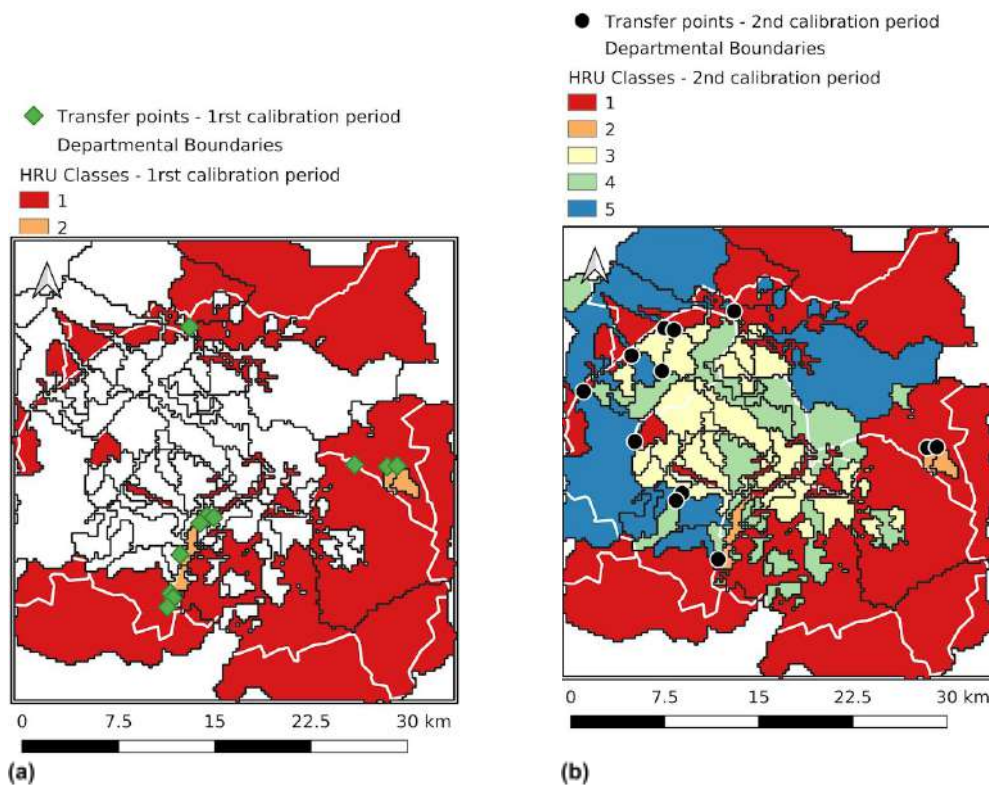 Transfer points - 1rst calibration period
Departmental Boundaries
HRU Classes - 1rst calibration period
1
2
0 7.5 15 22.5 30 km
(a)
Transfer points - 2nd calibration period
Departmental Boundaries
HRU Classes - 2nd calibration period
1
2
3
4
5
0 7.5 15 22.5 30 km
(b)